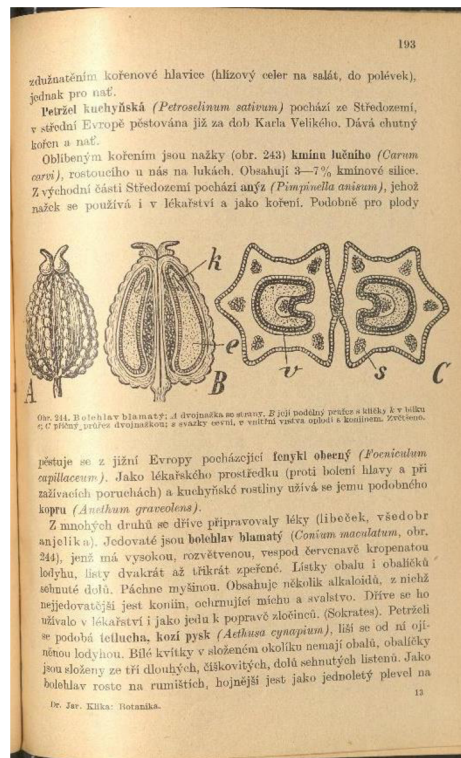 193
zdužnatěním kořenové hlavice (hlízový celer na salát, do polévek),
jednak pro nať.
Petržel kuchyňská (Petroselinum sativum) pochází ze Středozemí,
v střední Evropě pěstována již za dob Karla Velikého. Dává chutný
kořen a nať.
Oblíbeným kořením jsou nažky (obr. 243) kmínu lučního (Carum
carvi), rostoucího u nás na lukách. Obsahují 3—7% kmínové silice.
Z východní části Středozemí pochází anýz (Pimpinella anisum), jehož
nažek se používá i v lékařství a jako koření. Podobně pro plody
k
e
A
B
v
s
C
Obr. 244. Bolehlav blamatý; A dvojnažka se strany, B její podélný průřez s klíčky k v bílku
e; C příčný průřez dvojnažkou; s svazky cevní, v vnitřní vrstva oplodí s koniinem. Zvětšeno.
pěstuje se z jižní Evropy pocházející fenykl obecný (Foeniculum
capillaceum). Jako lékařského prostředku (proti bolení hlavy a při
zažívacích poruchách) a kuchyňské rostliny užívá se jemu podobného
kopru (Anethum graveolens).
Z mnohých druhů se dříve připravovaly léky (libeček, všedobr
anjelika). Jedovaté jsou bolehlav blamatý (Conium maculatum, obr.
244), jenž má vysokou, rozvětvenou, vespod červenavě kropenatou
lodyhu, listy dvakrát až třikrát zpeřené. Lístky obalu i obalíčků
sehnuté dolů. Páchne myšinou. Obsahuje několik alkaloidů, z nichž
nejjedovatější jest koniin, ochrnující míchu a svalstvo. Dříve se ho
užívalo v lékařství i jako jedu k popravě zločinců. (Sokrates). Petrželi
se podobá tetlucha, kozí pysk (Aethusa cynapium), liší se od ní ojí-
něnou lodyhou. Bílé kvítky v složeném okolíku nemají obalů, obalíčky
jsou složeny ze tří dlouhých, čiškovitých, dolů sehnutých listenů. Jako
bolehlav roste na rumištích, hojnější jest jako jednoletý plevel na
13
Dr. Jar. Klika: Botanika.